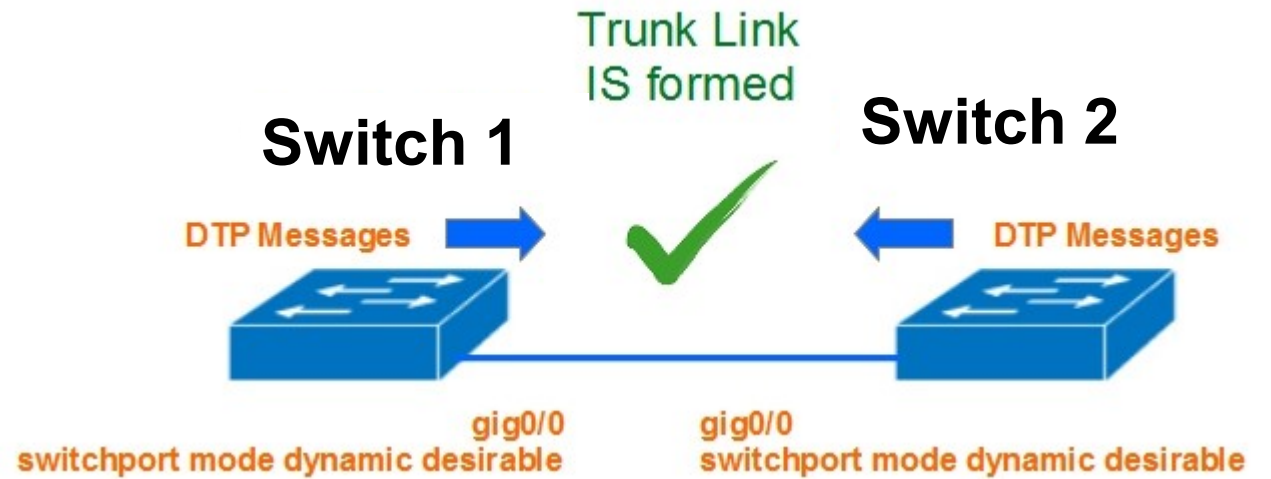 Trunk Link
IS formed
Switch 1
Switch 2
DTP Messages
DTP Messages
gig0/0
switchport mode dynamic desirable
gig0/0
switchport mode dynamic desirable